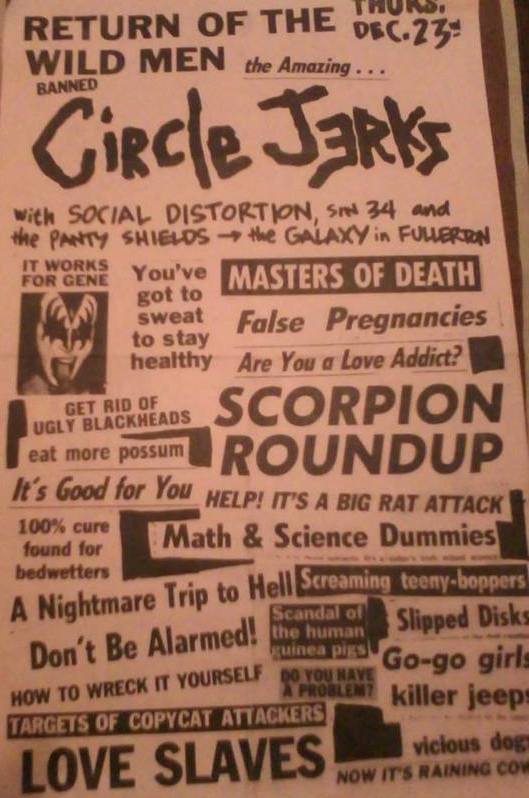 RETURN OF THE
WILD MEN
THURS.
DEC. 23rd
the Amazing . . .
BANNED
CIRCLE JERKS
with SOCIAL DISTORTION, SIN 34 and
the PANTY SHIELDS → the GALAXY in FULLERTON
IT WORKS
FOR GENE
You've
got to
sweat
to stay
healthy
MASTERS OF DEATH
False Pregnancies
Are You a Love Addict?
GET RID OF
UGLY BLACKHEADS
eat more possum
SCORPION
ROUNDUP
It's Good for You
HELP! IT'S A BIG RAT ATTACK
100% cure
found for
bedwetters
Math & Science Dummies
A Nightmare Trip to Hell
Screaming teeny-boppers
Don't Be Alarmed!
Scandal of
the human
guinea pigs
Slipped Disks
Go-go girls
HOW TO WRECK IT YOURSELF
DO YOU HAVE
A PROBLEM?
killer jeep
TARGETS OF COPYCAT ATTACKERS
LOVE SLAVES
vicious dog
NOW IT'S RAINING COW